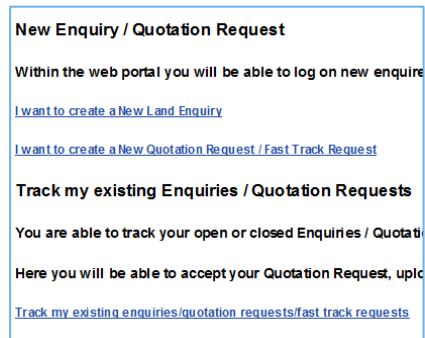 New Enquiry / Quotation Request
Within the web portal you will be able to log on new enquire
I want to create a New Land Enquiry
I want to create a New Quotation Request / Fast Track Request
Track my existing Enquiries / Quotation Requests
You are able to track your open or closed Enquiries / Quotati
Here you will be able to accept your Quotation Request, uplo
Track my existing enquiries/quotation requests/fast track requests